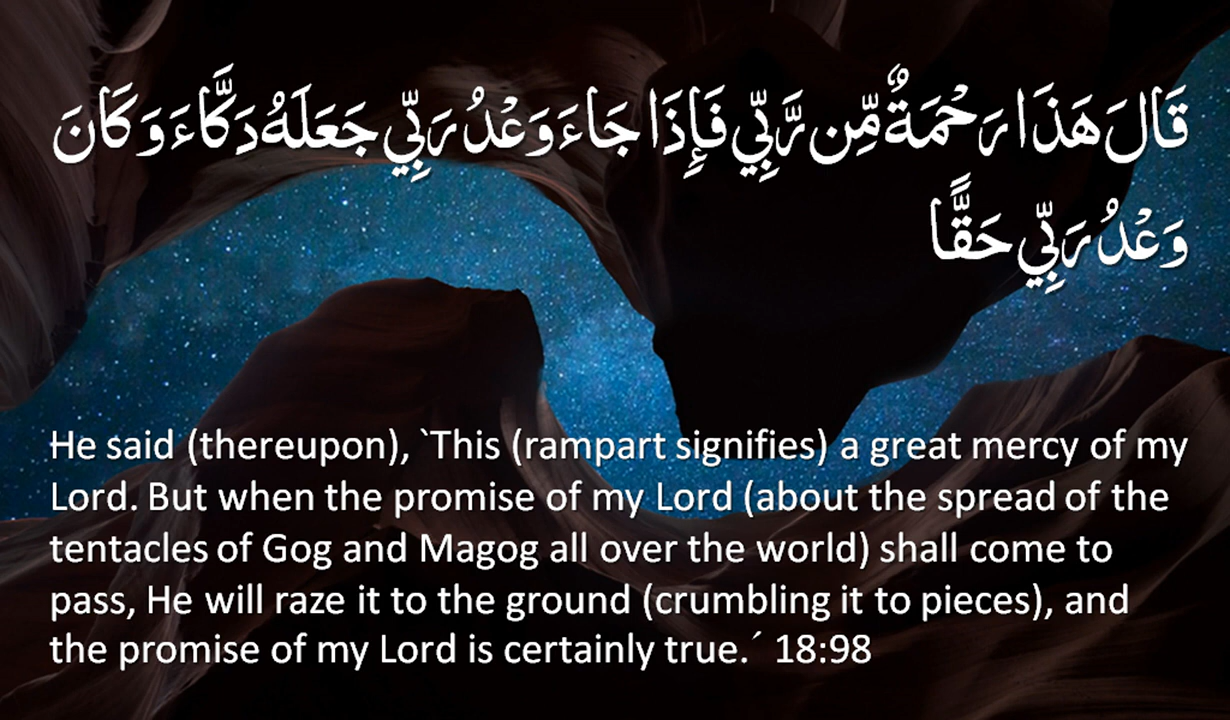 قَالَ هَذَا رَحْمَةٌ مِّن رَّبِّي فَإِذَا جَاءَ وَعْدُ رَبِّي جَعَلَهُ دَكَّاءَ وَكَانَ
وَعْدُ رَبِّي حَقًّا
He said (thereupon), `This (rampart signifies) a great mercy of my
Lord. But when the promise of my Lord (about the spread of the
tentacles of Gog and Magog all over the world) shall come to
pass, He will raze it to the ground (crumbling it to pieces), and
the promise of my Lord is certainly true.´ 18:98